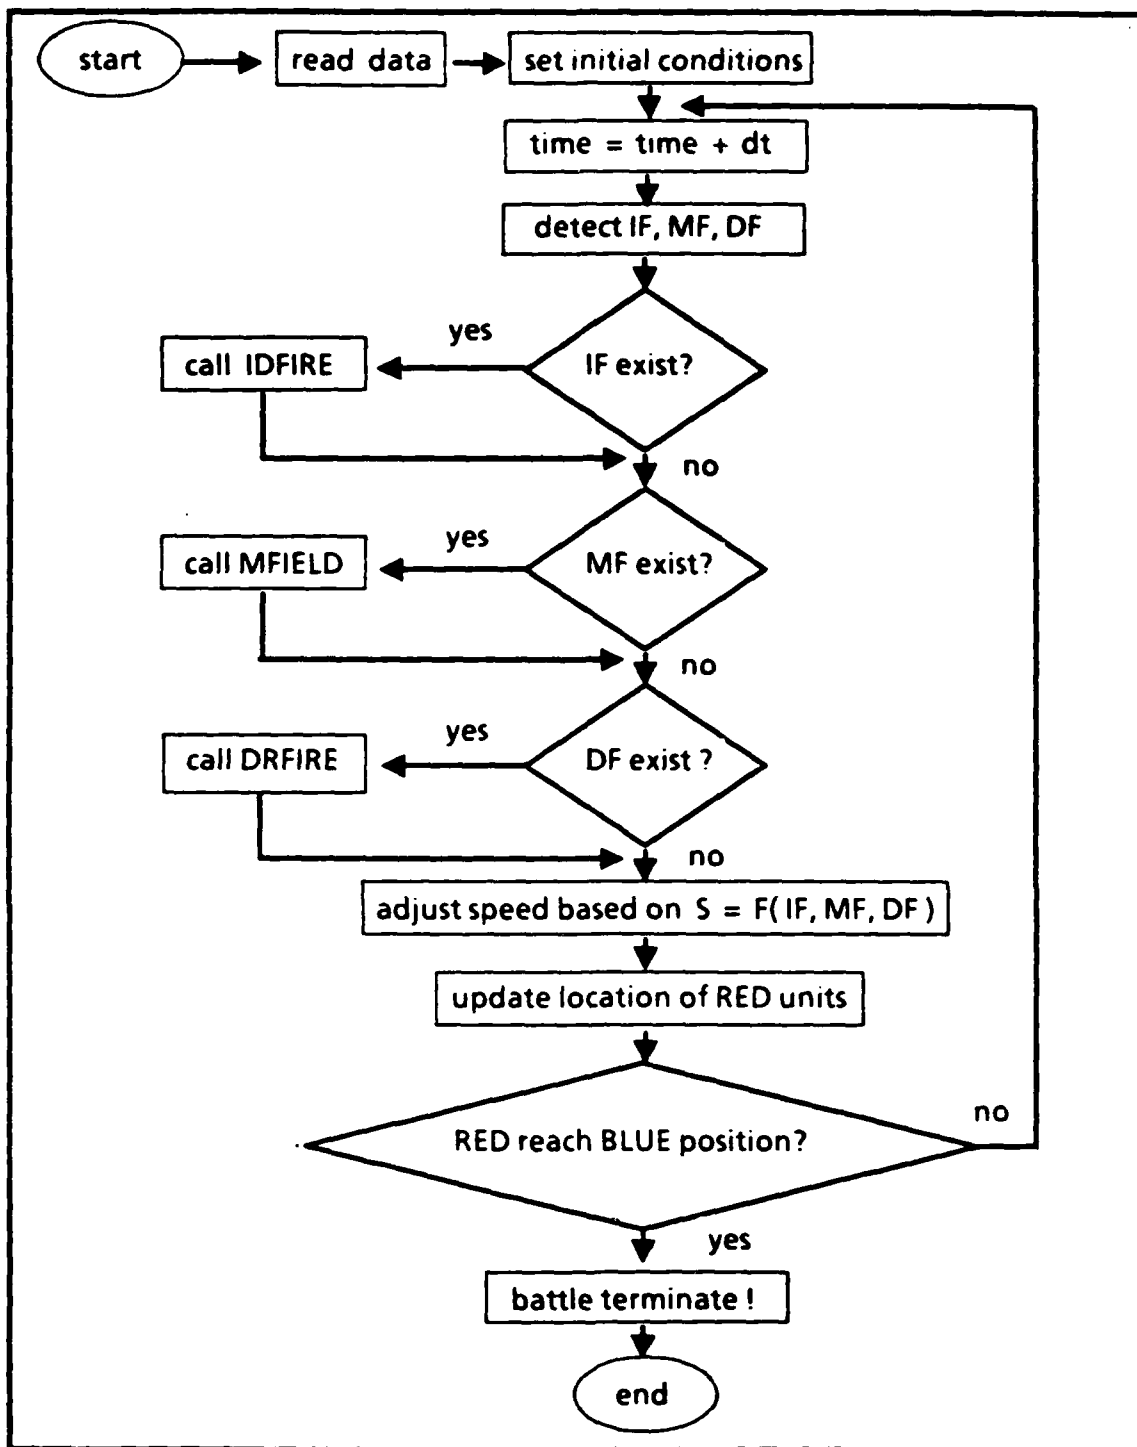 start
read data
set initial conditions
time = time + dt
detect IF, MF, DF
yes
call IDFIRE
IF exist?
no
yes
call MFIELD
MF exist?
no
yes
call DRFIRE
DF exist ?
no
adjust speed based on S = F( IF, MF, DF )
update location of RED units
no
RED reach BLUE position?
yes
battle terminate !
end